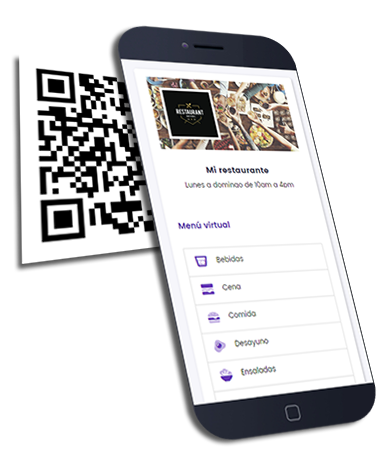 RESTAURANT
Mi restaurante
Lunes a domingo de 10am a 4pm
Menú virtual
Bebidas
Cena
Comida
Desayuno
Ensaladas